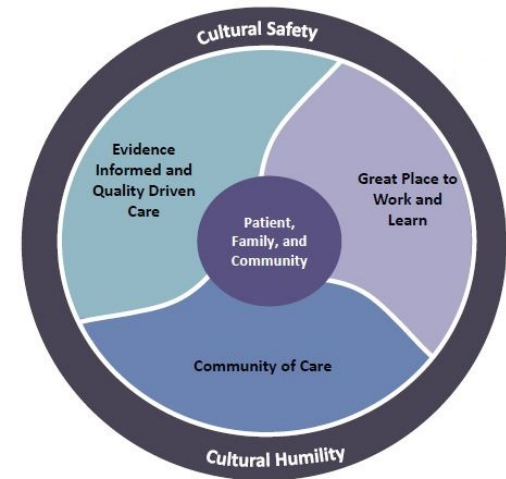 Cultural Safety
Evidence
Informed and
Quality Driven
Care
Great Place to
Work and
Learn
Patient,
Family, and
Community
Community of Care
Cultural Humility